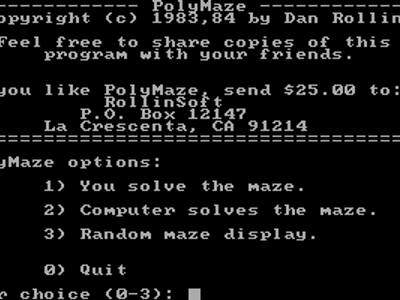 ------------ PolyMaze ------------
opyright (c) 1983,84 by Dan Rollin
Feel free to share copies of this
program with your friends.
you like PolyMaze, send $25.00 to:
RollinSoft
P.O. Box 12147
La Crescenta, CA 91214
==================================
yMaze options:
1) You solve the maze.
2) Computer solves the maze.
3) Random maze display.
0) Quit
r choice (0-3):